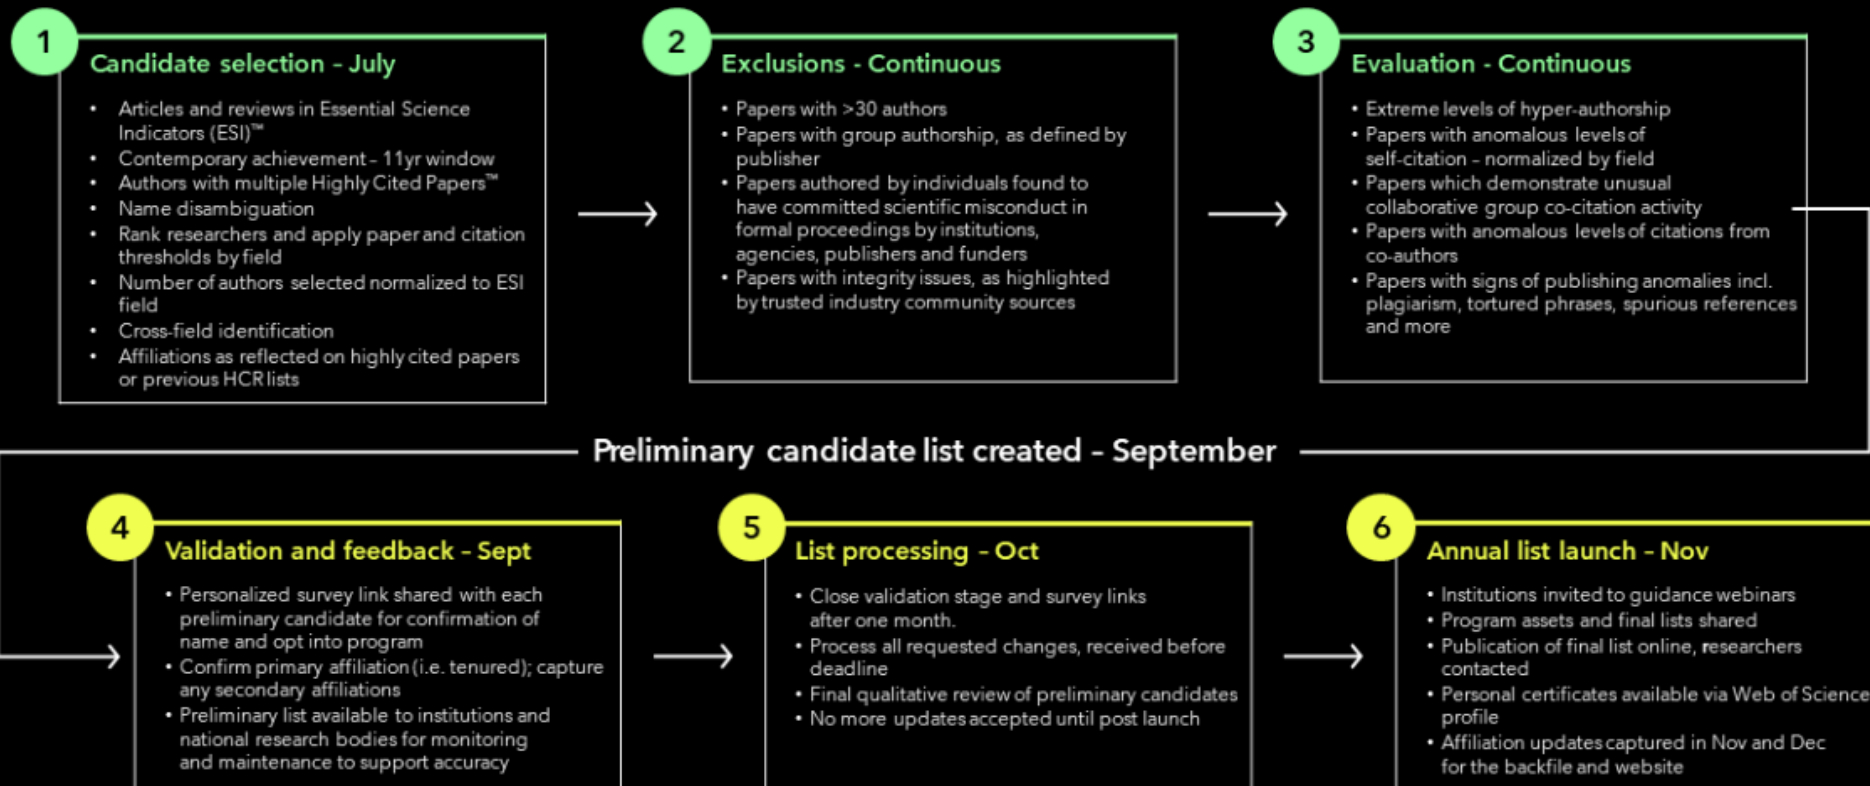 1
Candidate selection – July
• Articles and reviews in Essential Science
Indicators (ESI)™
• Contemporary achievement – 11yr window
• Authors with multiple Highly Cited Papers™
• Name disambiguation
• Rank researchers and apply paper and citation
thresholds by field
• Number of authors selected normalized to ESI
field
• Cross-field identification
• Affiliations as reflected on highly cited papers
or previous HCR lists
2
Exclusions - Continuous
• Papers with >30 authors
• Papers with group authorship, as defined by
publisher
• Papers authored by individuals found to
have committed scientific misconduct in
formal proceedings by institutions,
agencies, publishers and funders
• Papers with integrity issues, as highlighted
by trusted industry community sources
3
Evaluation - Continuous
• Extreme levels of hyper-authorship
• Papers with anomalous levels of
self-citation – normalized by field
• Papers which demonstrate unusual
collaborative group co-citation activity
• Papers with anomalous levels of citations from
co-authors
• Papers with signs of publishing anomalies incl.
plagiarism, tortured phrases, spurious references
and more
Preliminary candidate list created – September
4
Validation and feedback – Sept
• Personalized survey link shared with each
preliminary candidate for confirmation of
name and opt into program
• Confirm primary affiliation (i.e. tenured); capture
any secondary affiliations
• Preliminary list available to institutions and
national research bodies for monitoring
and maintenance to support accuracy
5
List processing – Oct
• Close validation stage and survey links
after one month.
• Process all requested changes, received before
deadline
• Final qualitative review of preliminary candidates
• No more updates accepted until post launch
6
Annual list launch – Nov
• Institutions invited to guidance webinars
• Program assets and final lists shared
• Publication of final list online, researchers
contacted
• Personal certificates available via Web of Science
profile
• Affiliation updates captured in Nov and Dec
for the backfile and website